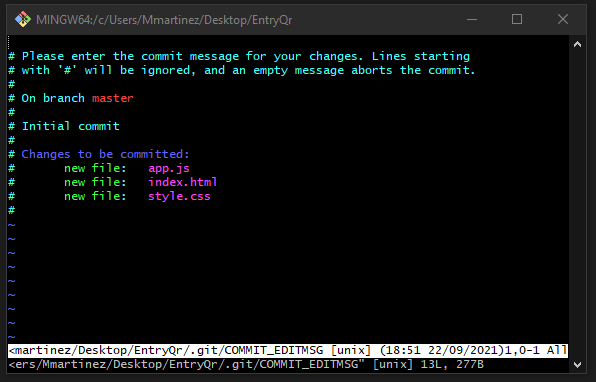 MINGW64:/c/Users/Mmartinez/Desktop/EntryQr
# Please enter the commit message for your changes. Lines starting
# with '#' will be ignored, and an empty message aborts the commit.
#
# On branch master
#
# Initial commit
#
# Changes to be committed:
#       new file:   app.js
#       new file:   index.html
#       new file:   style.css
#
~
~
~
~
~
~
~
~
~
<martinez/Desktop/EntryQr/.git/COMMIT_EDITMSG [unix] (18:51 22/09/2021)1,0-1 All
<ers/Mmartinez/Desktop/EntryQr/.git/COMMIT_EDITMSG" [unix] 13L, 277B